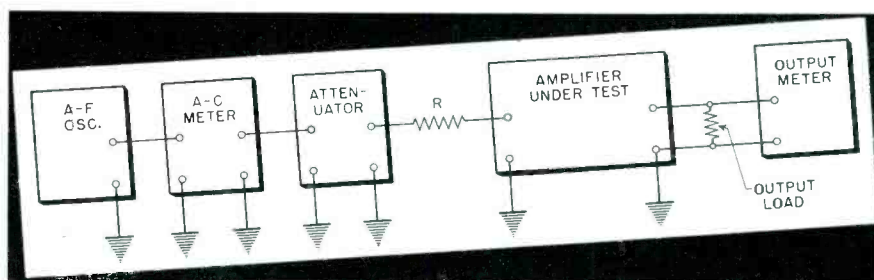 A-F
OSC.
A-C
METER
ATTEN-
UATOR
R
AMPLIFIER
UNDER TEST
OUTPUT
METER
OUTPUT
LOAD